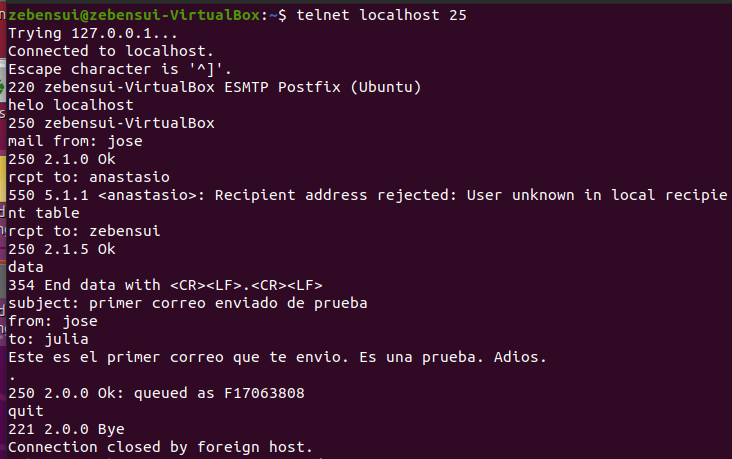 zebensui@zebensui-VirtualBox:~$ telnet localhost 25
Trying 127.0.0.1...
Connected to localhost.
Escape character is '^]'.
220 zebensui-VirtualBox ESMTP Postfix (Ubuntu)
helo localhost
250 zebensui-VirtualBox
mail from: jose
250 2.1.0 Ok
rcpt to: anastasio
550 5.1.1 <anastasio>: Recipient address rejected: User unknown in local recipie
nt table
rcpt to: zebensui
250 2.1.5 Ok
data
354 End data with <CR><LF>.<CR><LF>
subject: primer correo enviado de prueba
from: jose
to: julia
Este es el primer correo que te envio. Es una prueba. Adios.
.
250 2.0.0 Ok: queued as F17063808
quit
221 2.0.0 Bye
Connection closed by foreign host.